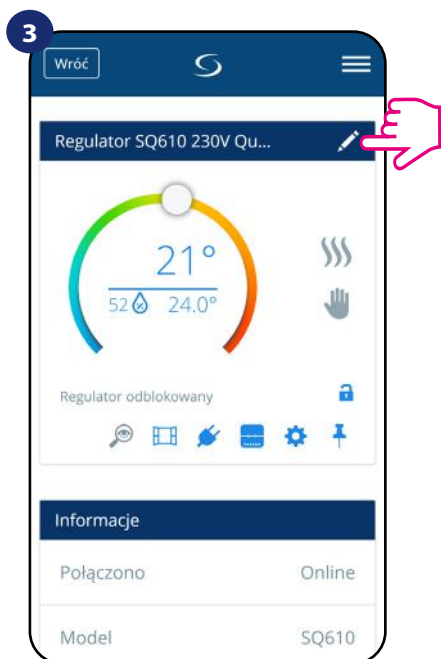 3
Wróć
Regulator SQ610 230V Qu...
21°
52 24.0°
Regulator odblokowany
Informacje
Połączono Online
Model SQ610